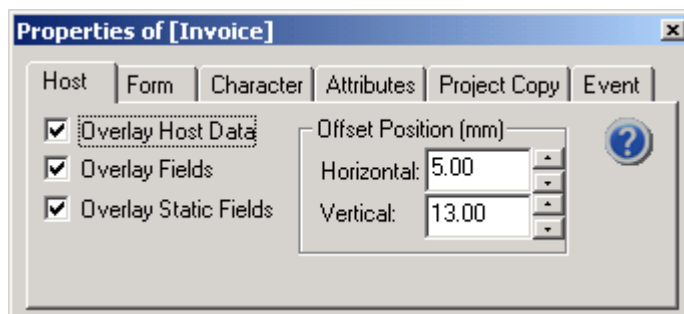 Properties of [Invoice]
Host Form Character Attributes Project Copy Event
Overlay Host Data
Overlay Fields
Overlay Static Fields
Offset Position (mm)
Horizontal: 5.00
Vertical: 13.00
?